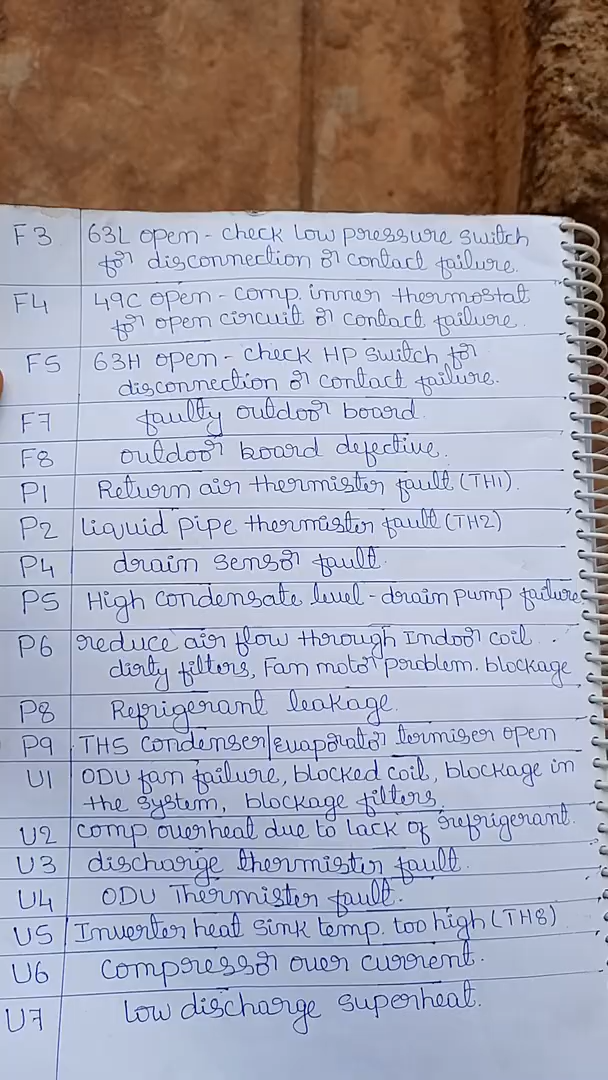 F3 63L open - check low pressure switch
for disconnection or contact failure.
F4 49C open - comp. inner thermostat
for open circuit or contact failure.
F5 63H open - check HP switch for
disconnection or contact failure.
F7 faulty outdoor board.
F8 outdoor board defective.
P1 Return air thermister fault (TH1).
P2 liquid pipe thermister fault (TH2)
P4 drain sensor fault.
P5 High condensate level - drain pump failure
P6 reduce air flow through Indoor coil.
dirty filters, Fan motor problem. blockage
P8 Refrigerant leakage.
P9 TH5 condenser/Evaporator termiser open
U1 ODU fan failure, blocked coil, blockage in
the system, blockage filters.
U2 comp overheat due to lack of refrigerant.
U3 discharge thermister fault.
U4 ODU Thermister fault.
U5 Inverter heat sink temp. too high (TH8)
U6 compressor over current.
U7 low discharge superheat.